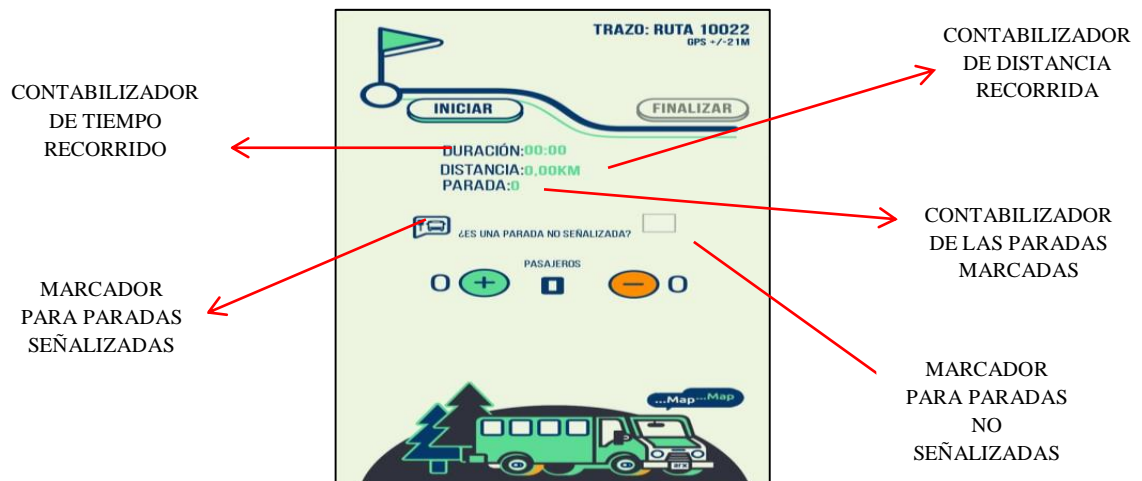 TRAZO: RUTA 10022
GPS +/-21M
CONTABILIZADOR
DE DISTANCIA
RECORRIDA
CONTABILIZADOR
DE TIEMPO
RECORRIDO
INICIAR
FINALIZAR
DURACIÓN:00:00
DISTANCIA:0,00KM
PARADA:0
CONTABILIZADOR
DE LAS PARADAS
MARCADAS
¿ES UNA PARADA NO SEÑALIZADA?
PASAJEROS
0 + 0 − 0
MARCADOR
PARA PARADAS
SEÑALIZADAS
MARCADOR
PARA PARADAS
NO
SEÑALIZADAS
...Map...Map